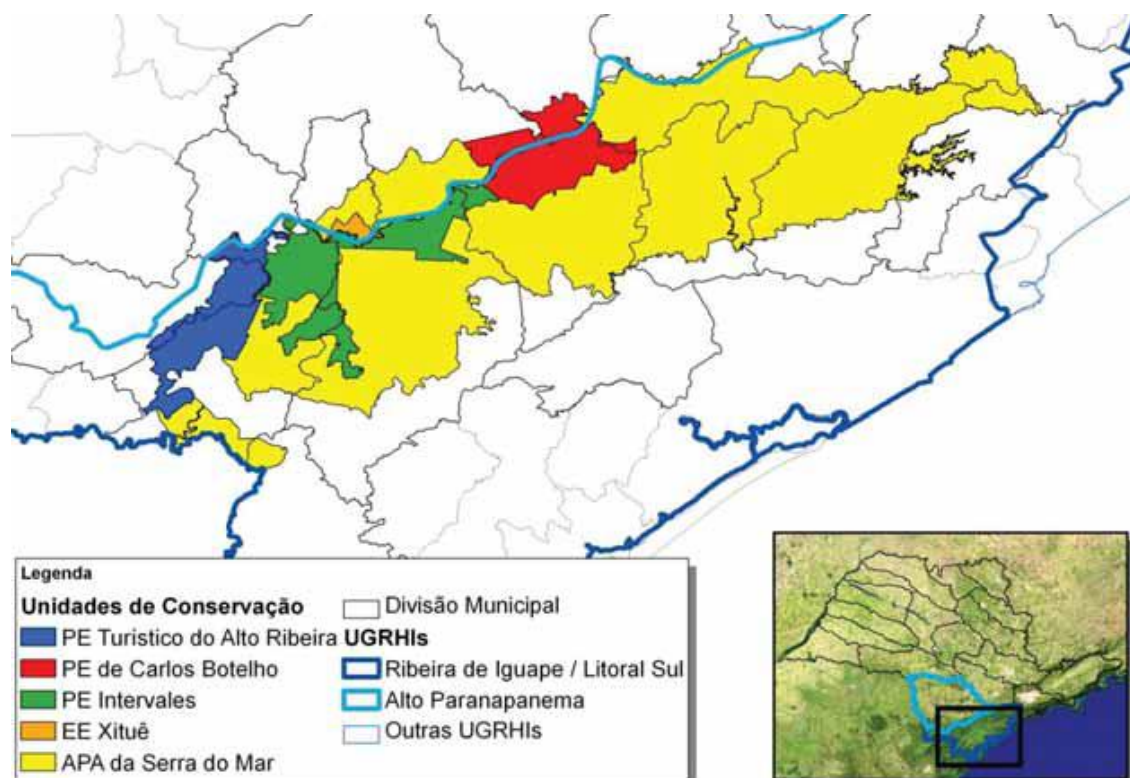 Legenda
Unidades de Conservação
PE Turístico do Alto Ribeira
PE de Carlos Botelho
PE Intervales
EE Xituê
APA da Serra do Mar
Divisão Municipal
UGRHIs
Ribeira de Iguape / Litoral Sul
Alto Paranapanema
Outras UGRHIs